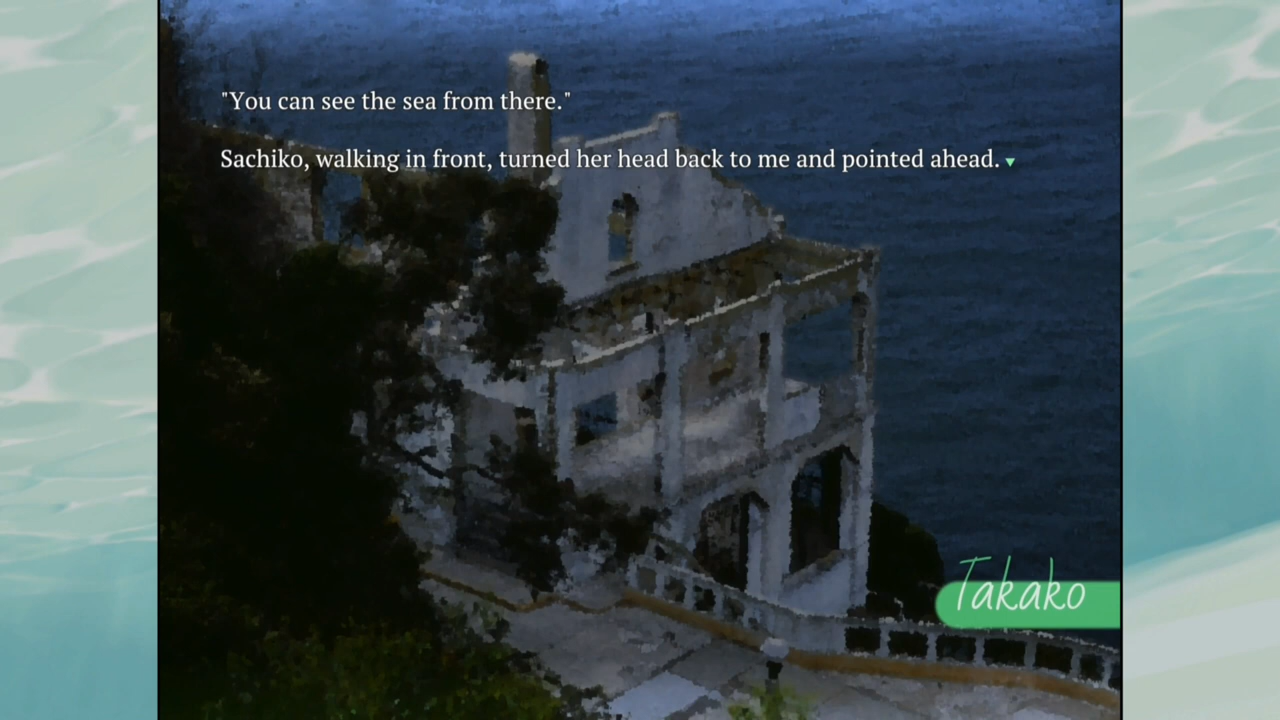 "You can see the sea from there."
Sachiko, walking in front, turned her head back to me and pointed ahead.
Takako